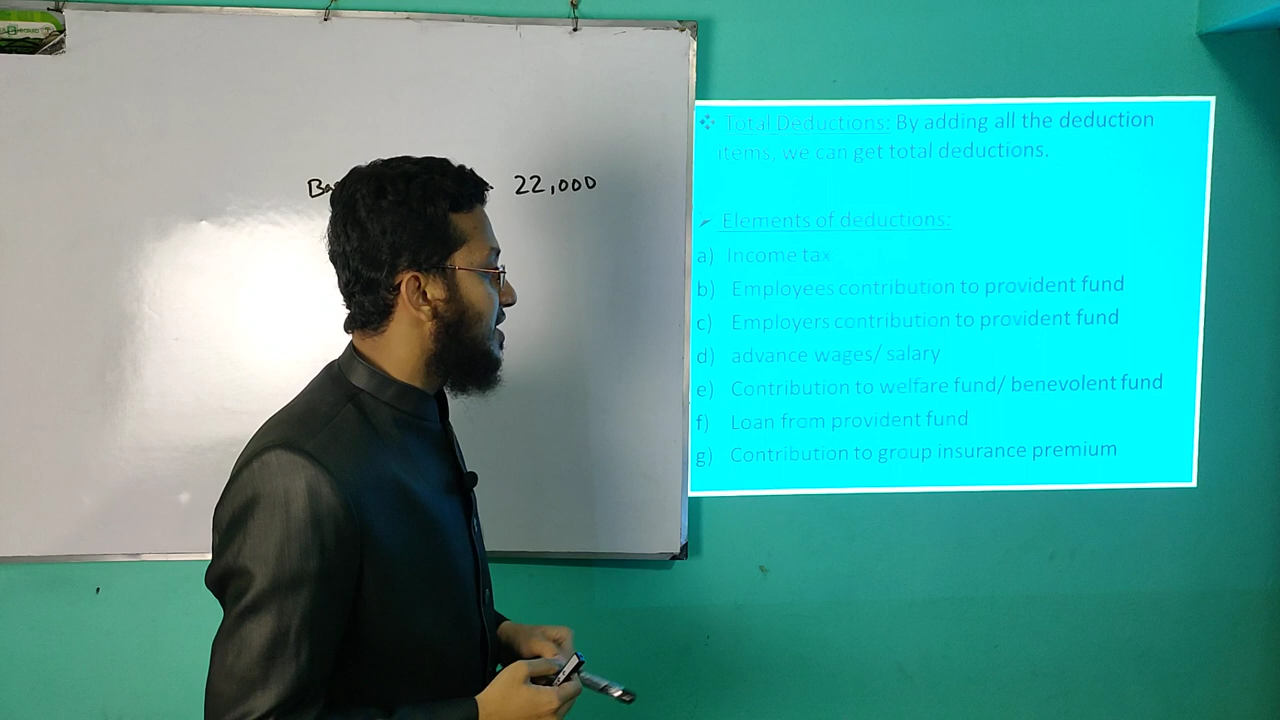 22,000
❖ Total Deductions: By adding all the deduction
items, we can get total deductions.
➢ Elements of deductions:
a) Income tax
b) Employees contribution to provident fund
c) Employers contribution to provident fund
d) advance wages/ salary
e) Contribution to welfare fund/ benevolent fund
f) Loan from provident fund
g) Contribution to group insurance premium